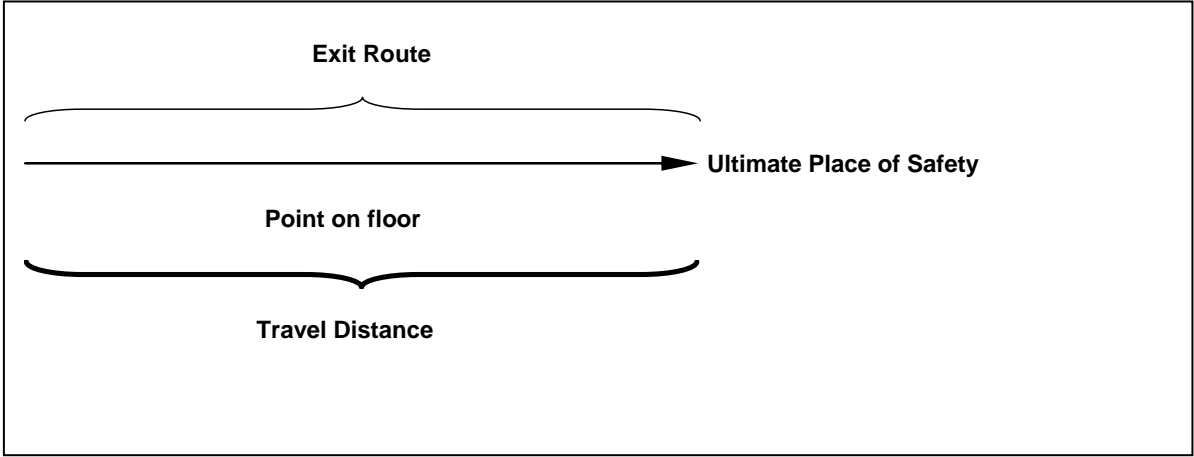 Exit Route
Ultimate Place of Safety
Point on floor
Travel Distance